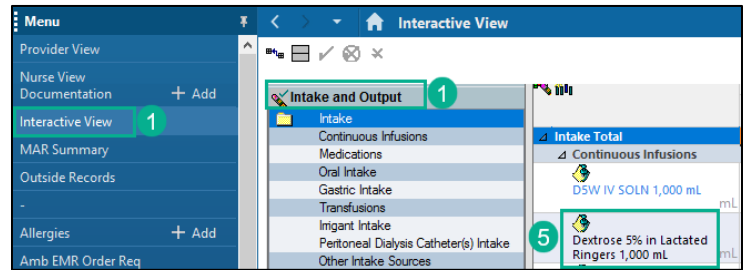 Menu
Interactive View
Provider View
Nurse View
Documentation + Add
Interactive View 1
MAR Summary
Outside Records
-
Allergies + Add
Amb EMR Order Req
Intake and Output 1
Intake
Continuous Infusions
Medications
Oral Intake
Gastric Intake
Transfusions
Irrigant Intake
Peritoneal Dialysis Catheter(s) Intake
Other Intake Sources
Intake Total
Continuous Infusions
D5W IV SOLN 1,000 mL
mL
5
Dextrose 5% in Lactated
Ringers 1,000 mL
mL